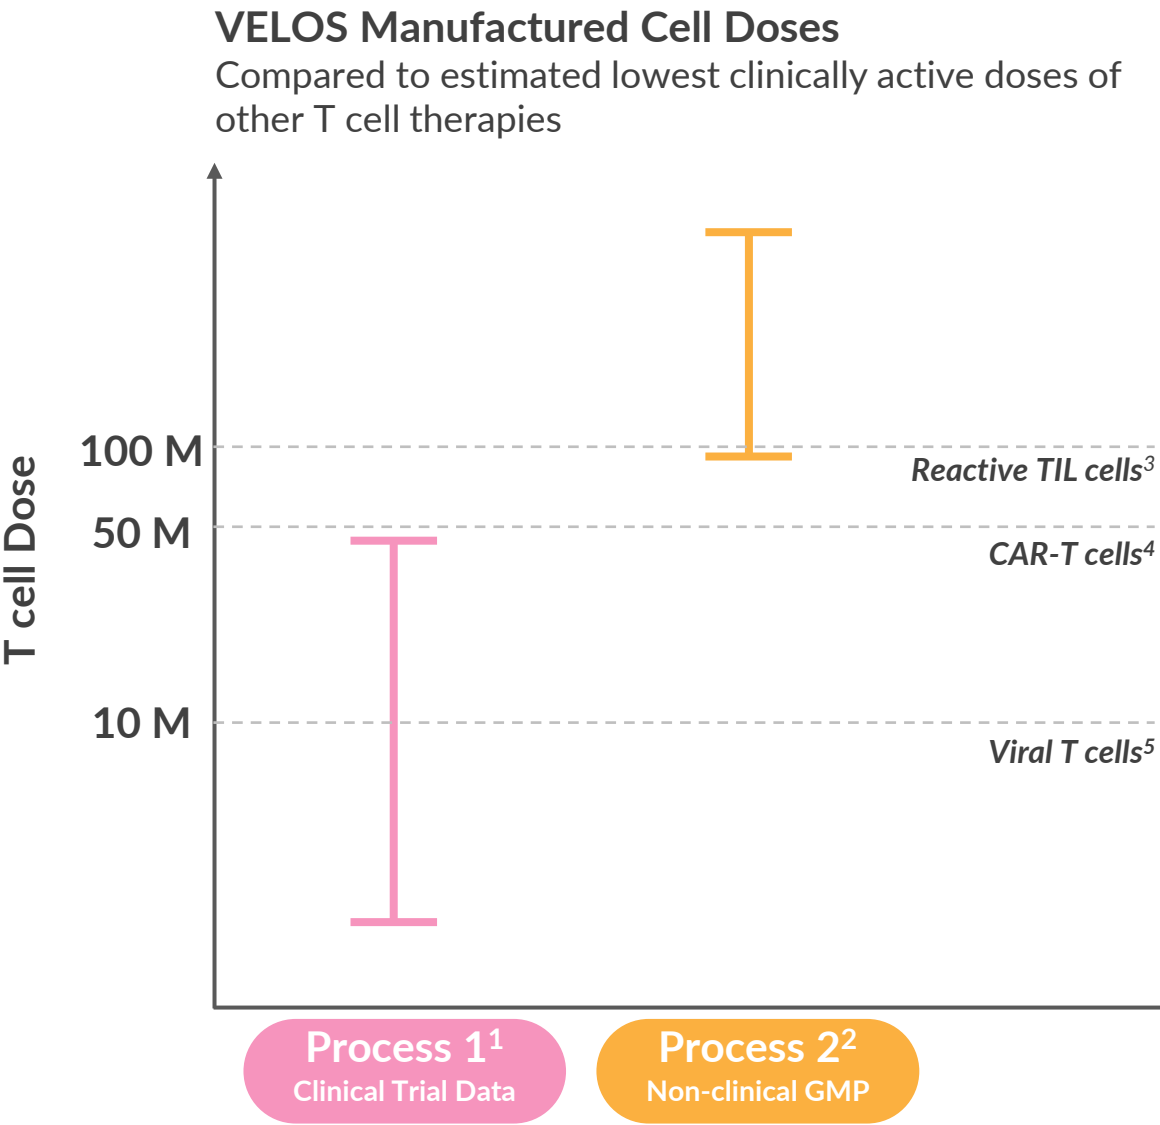 VELOS Manufactured Cell Doses
Compared to estimated lowest clinically active doses of
other T cell therapies
T cell Dose
100 M
Reactive TIL cells³
50 M
CAR-T cells⁴
10 M
Viral T cells⁵
Process 1¹
Clinical Trial Data
Process 2²
Non-clinical GMP